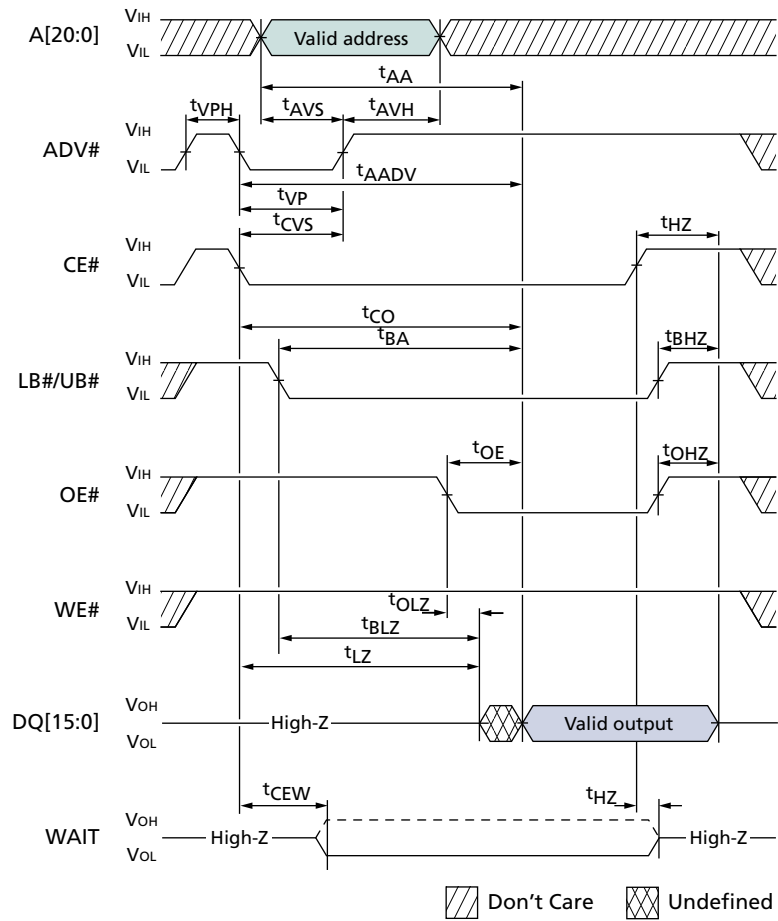 VIH
A[20:0]
Valid address
VIL
tAA
tVPH
tAVS
tAVH
VIH
ADV#
VIL
tAADV
tVP
tCVS
tHZ
VIH
CE#
VIL
tCO
tBA
tBHZ
VIH
LB#/UB#
VIL
tOE
tOHZ
VIH
OE#
VIL
VIH
tOLZ
WE#
VIL
tBLZ
tLZ
VOH
DQ[15:0]
High-Z
Valid output
VOL
tCEW
tHZ
VOH
WAIT
High-Z
High-Z
VOL
Don't Care
Undefined